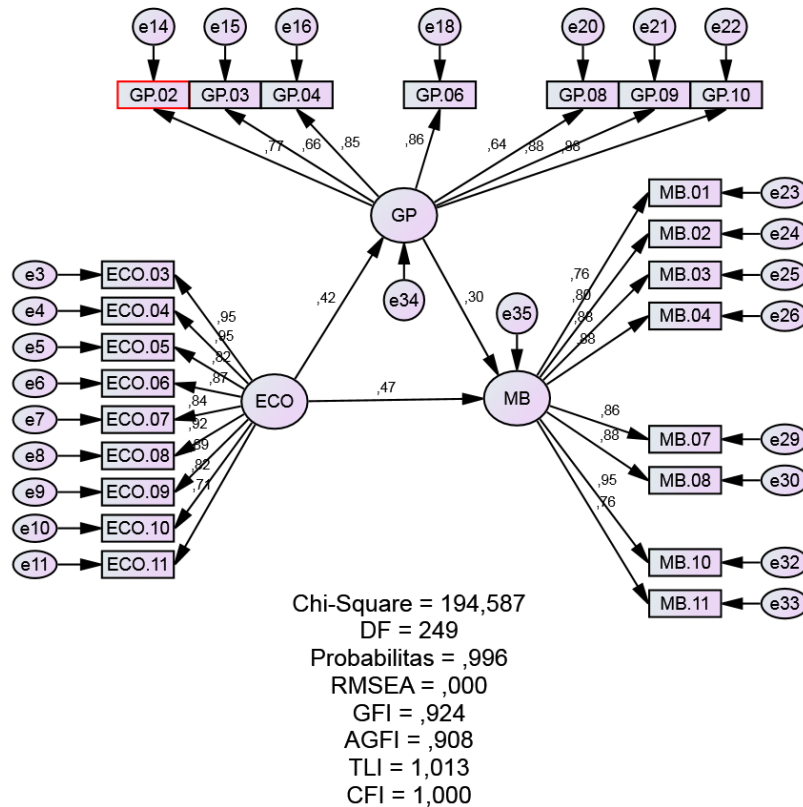 e14 e15 e16 e18 e20 e21 e22
GP.02 GP.03 GP.04 GP.06 GP.08 GP.09 GP.10
,77 ,66 ,85 ,86 ,64 ,88 ,98
GP
e34
,42
,30
e35
ECO
,47
MB
e3 ECO.03
e4 ECO.04
e5 ECO.05
e6 ECO.06
e7 ECO.07
e8 ECO.08
e9 ECO.09
e10 ECO.10
e11 ECO.11
,95
,95
,82
,87
,84
,92
,89
,82
,71
MB.01 e23
MB.02 e24
MB.03 e25
MB.04 e26
MB.07 e29
MB.08 e30
MB.10 e32
MB.11 e33
,76
,80
,88
,88
,86
,88
,95
,76
Chi-Square = 194,587
DF = 249
Probabilitas = ,996
RMSEA = ,000
GFI = ,924
AGFI = ,908
TLI = 1,013
CFI = 1,000